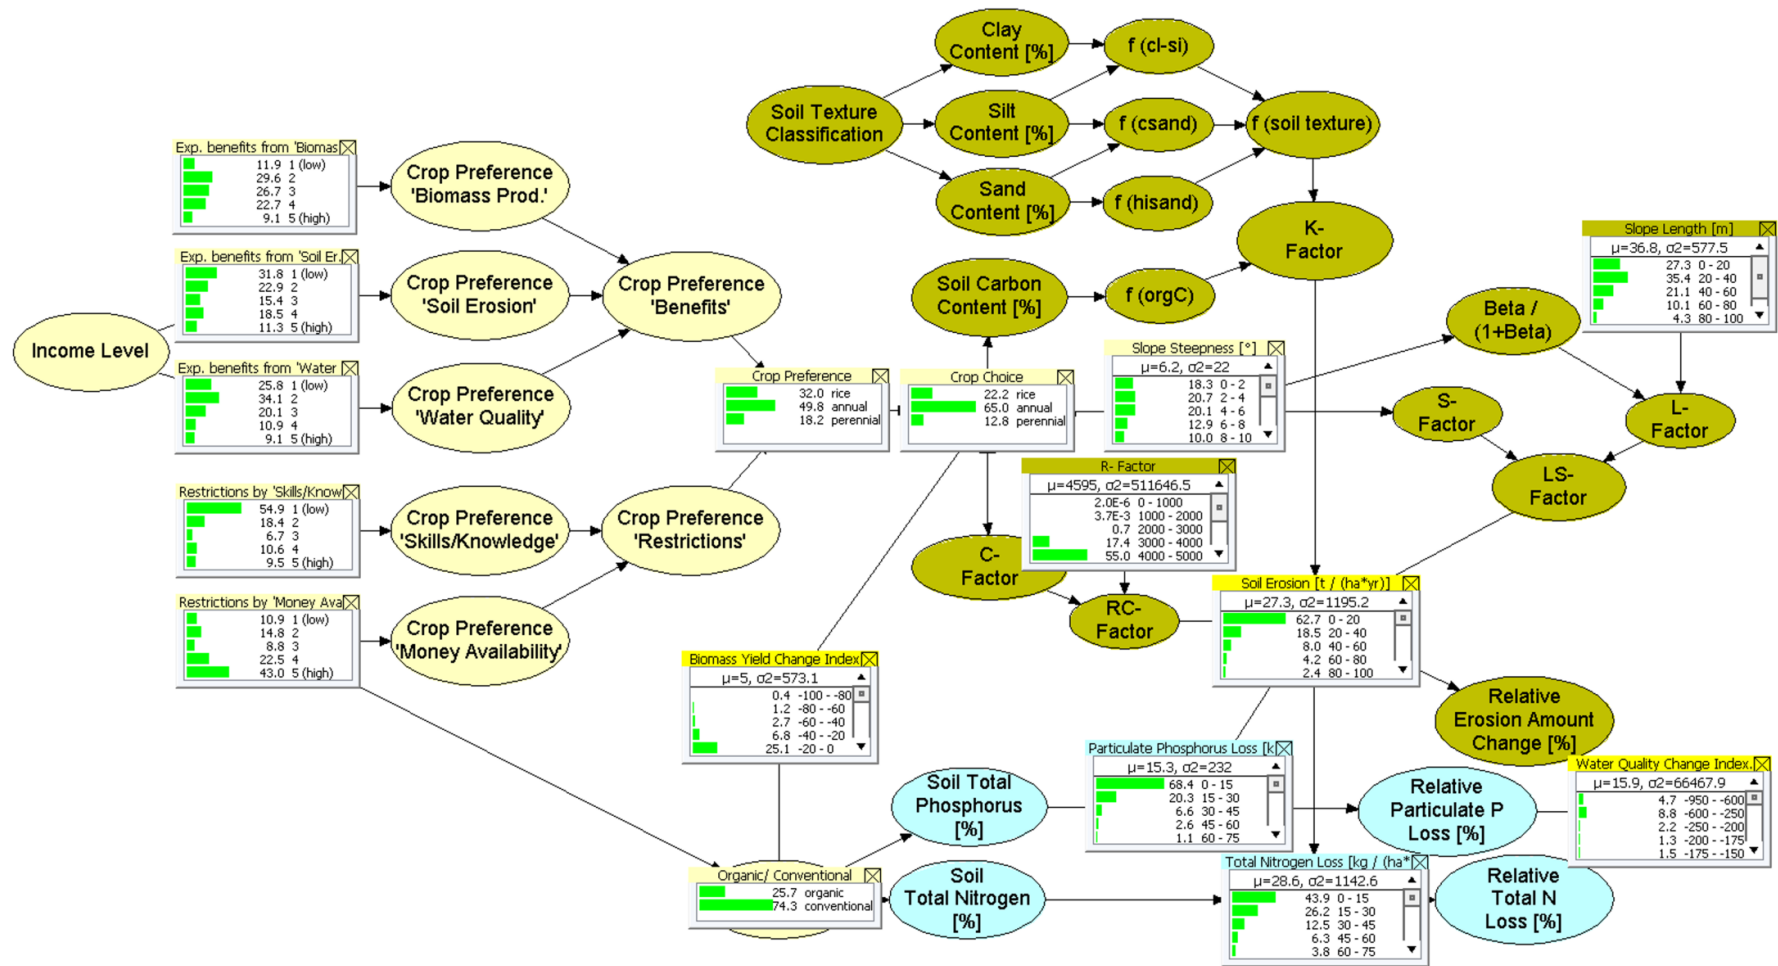 Clay
Content [%]
f (cl-si)
Soil Texture
Classification
Silt
Content [%]
f (csand)
f (soil texture)
Sand
Content [%]
f (hisand)
K-
Factor
Soil Carbon
Content [%]
f (orgC)
Exp. benefits from 'Biomas
11.9 1 (low)
29.6 2
26.7 3
22.7 4
9.1 5 (high)
Crop Preference
'Biomass Prod.'
Exp. benefits from 'Soil Er.
31.8 1 (low)
22.9 2
15.4 3
18.5 4
11.3 5 (high)
Crop Preference
'Soil Erosion'
Crop Preference
'Benefits'
Income Level
Exp. benefits from 'Water
25.8 1 (low)
34.1 2
20.1 3
10.9 4
9.1 5 (high)
Crop Preference
'Water Quality'
Restrictions by 'Skills/Know
54.9 1 (low)
18.4 2
6.7 3
10.6 4
9.5 5 (high)
Crop Preference
'Skills/Knowledge'
Crop Preference
'Restrictions'
Restrictions by 'Money Ava
10.9 1 (low)
14.8 2
8.8 3
22.5 4
43.0 5 (high)
Crop Preference
'Money Availability'
Crop Preference
32.0 rice
49.8 annual
18.2 perennial
Crop Choice
22.2 rice
65.0 annual
12.8 perennial
Slope Steepness [°]
μ=6.2, σ2=22
18.3 0 - 2
20.7 2 - 4
20.1 4 - 6
12.9 6 - 8
10.0 8 - 10
Slope Length [m]
μ=36.8, σ2=577.5
27.3 0 - 20
35.4 20 - 40
21.1 40 - 60
10.1 60 - 80
4.3 80 - 100
Beta /
(1+Beta)
S-
Factor
L-
Factor
LS-
Factor
R- Factor
μ=4595, σ2=511646.5
2.0E-6 0 - 1000
3.7E-3 1000 - 2000
0.7 2000 - 3000
17.4 3000 - 4000
55.0 4000 - 5000
C-
Factor
RC-
Factor
Soil Erosion [t / (ha*yr)]
μ=27.3, σ2=1195.2
62.7 0 - 20
18.5 20 - 40
8.0 40 - 60
4.2 60 - 80
2.4 80 - 100
Biomass Yield Change Index
μ=5, σ2=573.1
0.4 -100 - -80
1.2 -80 - -60
2.7 -60 - -40
6.8 -40 - -20
25.1 -20 - 0
Relative
Erosion Amount
Change [%]
Particulate Phosphorus Loss [k
μ=15.3, σ2=232
68.4 0 - 15
20.3 15 - 30
6.6 30 - 45
2.6 45 - 60
1.1 60 - 75
Soil Total
Phosphorus
[%]
Relative
Particulate P
Loss [%]
Water Quality Change Index.
μ=15.9, σ2=66467.9
4.7 -950 - -600
8.8 -600 - -250
2.2 -250 - -200
1.3 -200 - -175
1.5 -175 - -150
Organic/ Conventional
25.7 organic
74.3 conventional
Soil
Total Nitrogen
[%]
Total Nitrogen Loss [kg / (ha*
μ=28.6, σ2=1142.6
43.9 0 - 15
26.2 15 - 30
12.5 30 - 45
6.3 45 - 60
3.8 60 - 75
Relative
Total N
Loss [%]